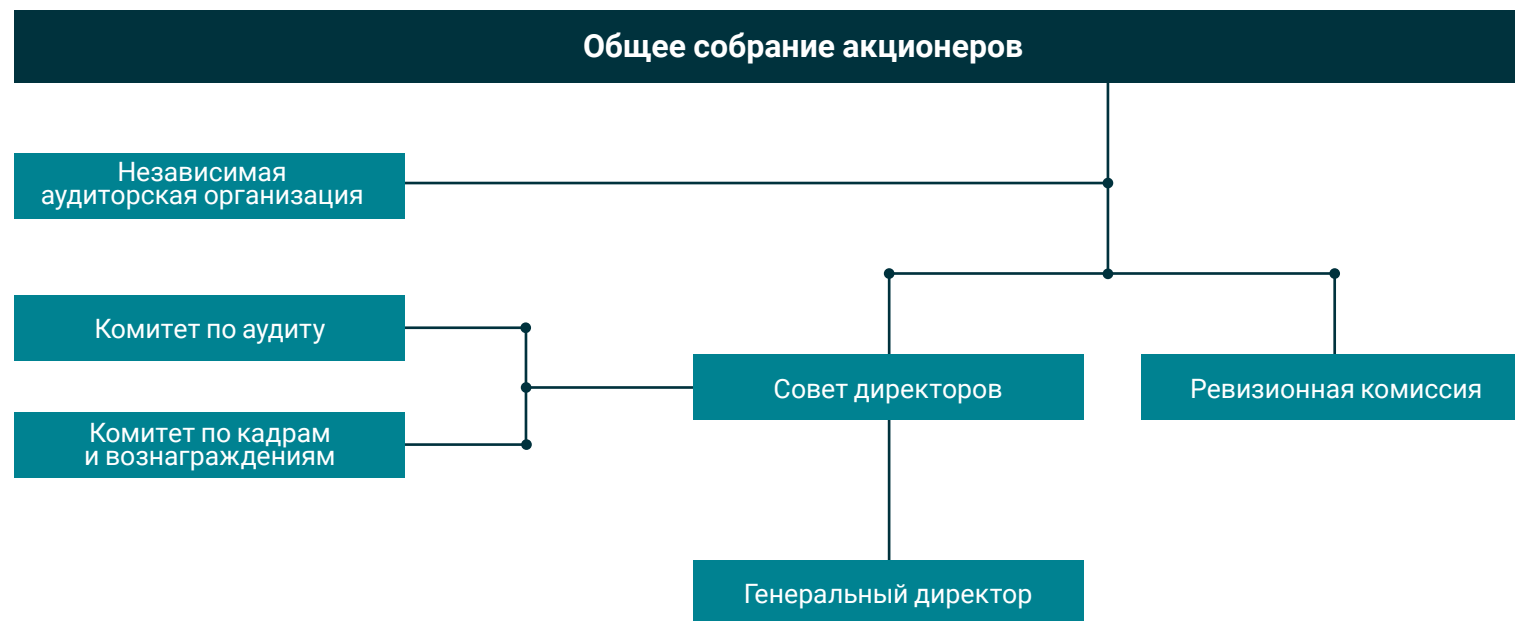 Общее собрание акционеров
Независимая
аудиторская организация
Комитет по аудиту
Комитет по кадрам
и вознаграждениям
Совет директоров
Ревизионная комиссия
Генеральный директор